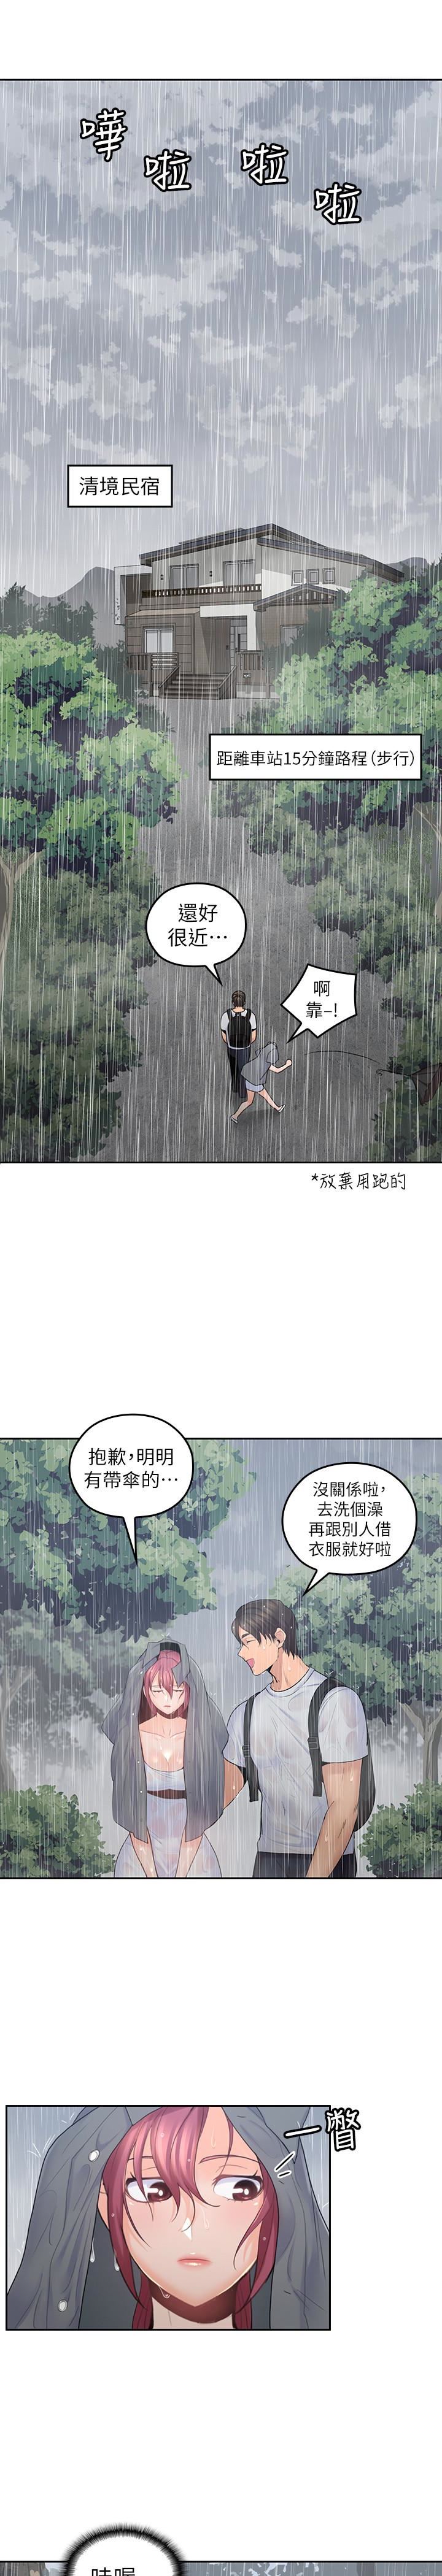 嘩
啦
啦
啦
清境民宿
距離車站15分鐘路程(步行)
還好
很近…
啊
靠-!
*放棄用跑的
抱歉,明明
有帶傘的…
沒關係啦,
去洗個澡
再跟別人借
衣服就好啦
一瞥